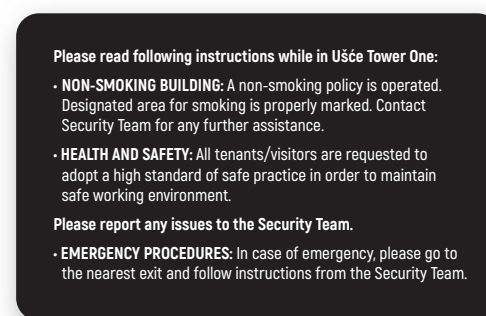 Please read following instructions while in Ušće Tower One:
• NON-SMOKING BUILDING: A non-smoking policy is operated.
Designated area for smoking is properly marked. Contact
Security Team for any further assistance.
• HEALTH AND SAFETY: All tenants/visitors are requested to
adopt a high standard of safe practice in order to maintain
safe working environment.
Please report any issues to the Security Team.
• EMERGENCY PROCEDURES: In case of emergency, please go to
the nearest exit and follow instructions from the Security Team.